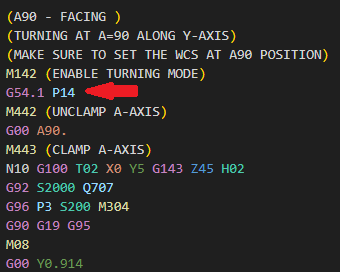 (A90 - FACING )
(TURNING AT A=90 ALONG Y-AXIS)
(MAKE SURE TO SET THE WCS AT A90 POSITION)
M142 (ENABLE TURNING MODE)
G54.1 P14
M442 (UNCLAMP A-AXIS)
G00 A90.
M443 (CLAMP A-AXIS)
N10 G100 T02 X0 Y5 G143 Z45 H02
G92 S2000 Q707
G96 P3 S200 M304
G90 G19 G95
M08
G00 Y0.914